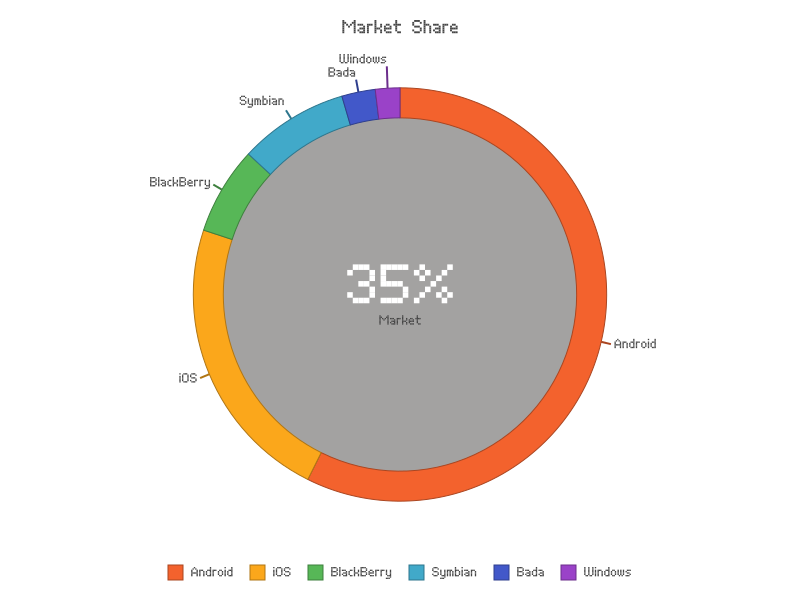 Market Share
Windows
Bada
Symbian
BlackBerry
35%
Market
Android
iOS
Android iOS BlackBerry Symbian Bada Windows